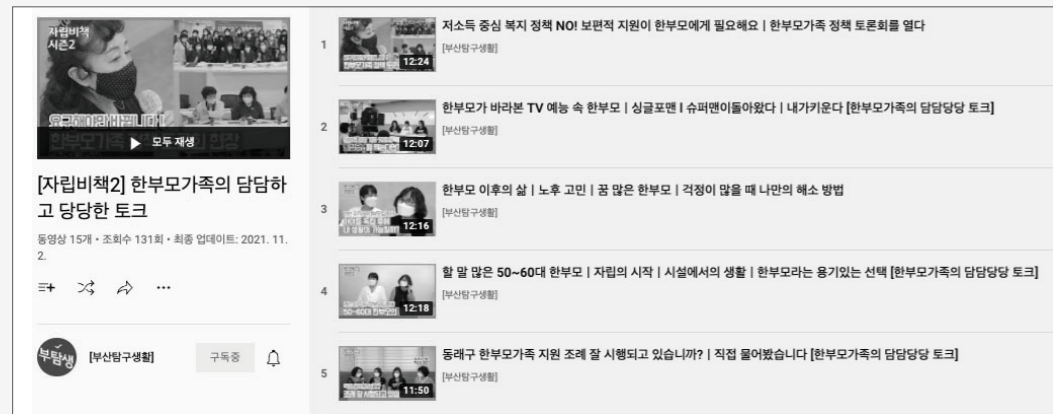 자립비책
시즌2
모두 재생
[자립비책2] 한부모가족의 담담하
고 당당한 토크
동영상 15개 • 조회수 131회 • 최종 업데이트: 2021. 11.
2.
부탐생
[부산탐구생활]
구독중
1
12:24
저소득 중심 복지 정책 NO! 보편적 지원이 한부모에게 필요해요 | 한부모가족 정책 토론회를 열다
[부산탐구생활]
2
12:07
한부모가 바라본 TV 예능 속 한부모 | 싱글포맨 I 슈퍼맨이돌아왔다 | 내가키운다 [한부모가족의 담담당당 토크]
[부산탐구생활]
3
12:16
한부모 이후의 삶 | 노후 고민 | 꿈 많은 한부모 | 걱정이 많을 때 나만의 해소 방법
[부산탐구생활]
4
12:18
할 말 많은 50~60대 한부모 | 자립의 시작 | 시설에서의 생활 | 한부모라는 용기있는 선택 [한부모가족의 담담당당 토크]
[부산탐구생활]
5
11:50
동래구 한부모가족 지원 조례 잘 시행되고 있습니까? | 직접 물어봤습니다 [한부모가족의 담담당당 토크]
[부산탐구생활]